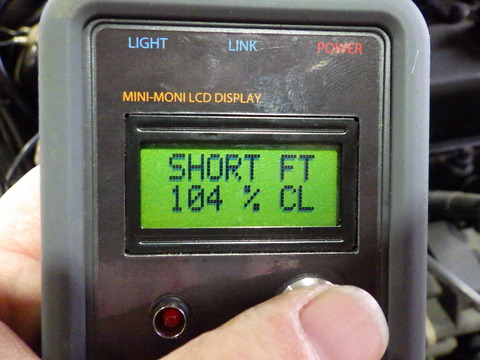 LIGHT LINK POWER
MINI-MONI LCD DISPLAY
SHORT FT
104 % CL